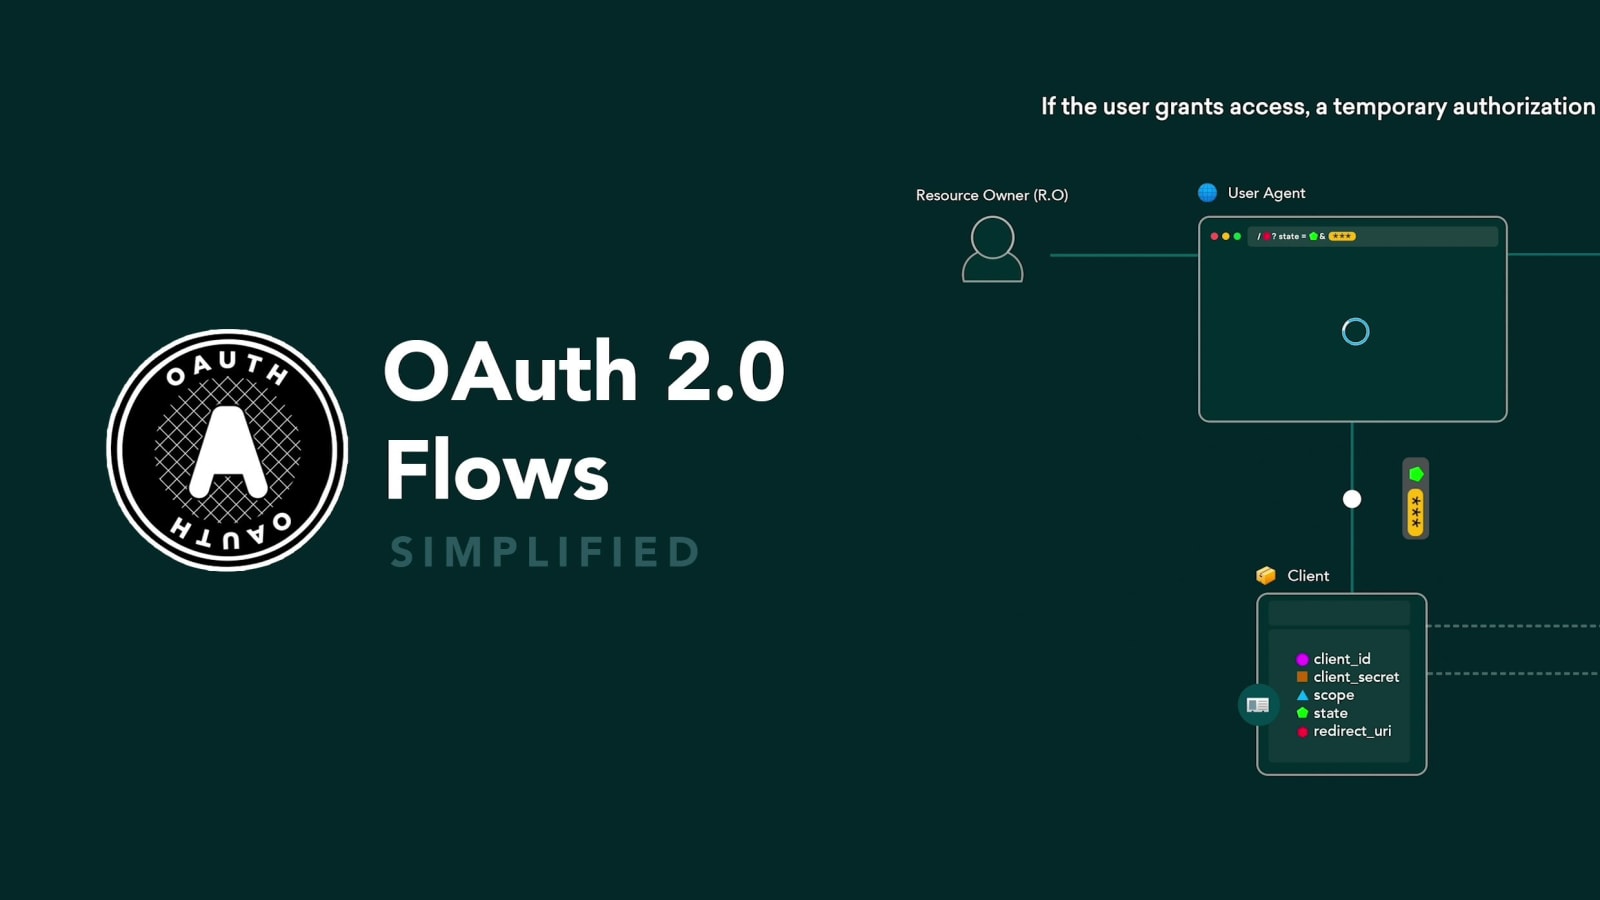 If the user grants access, a temporary authorization
Resource Owner (R.O)
User Agent
/ ? state = & ***
OAUTH
OAuth 2.0
Flows
SIMPLIFIED
OAUTH
***
Client
client_id
client_secret
scope
state
redirect_uri